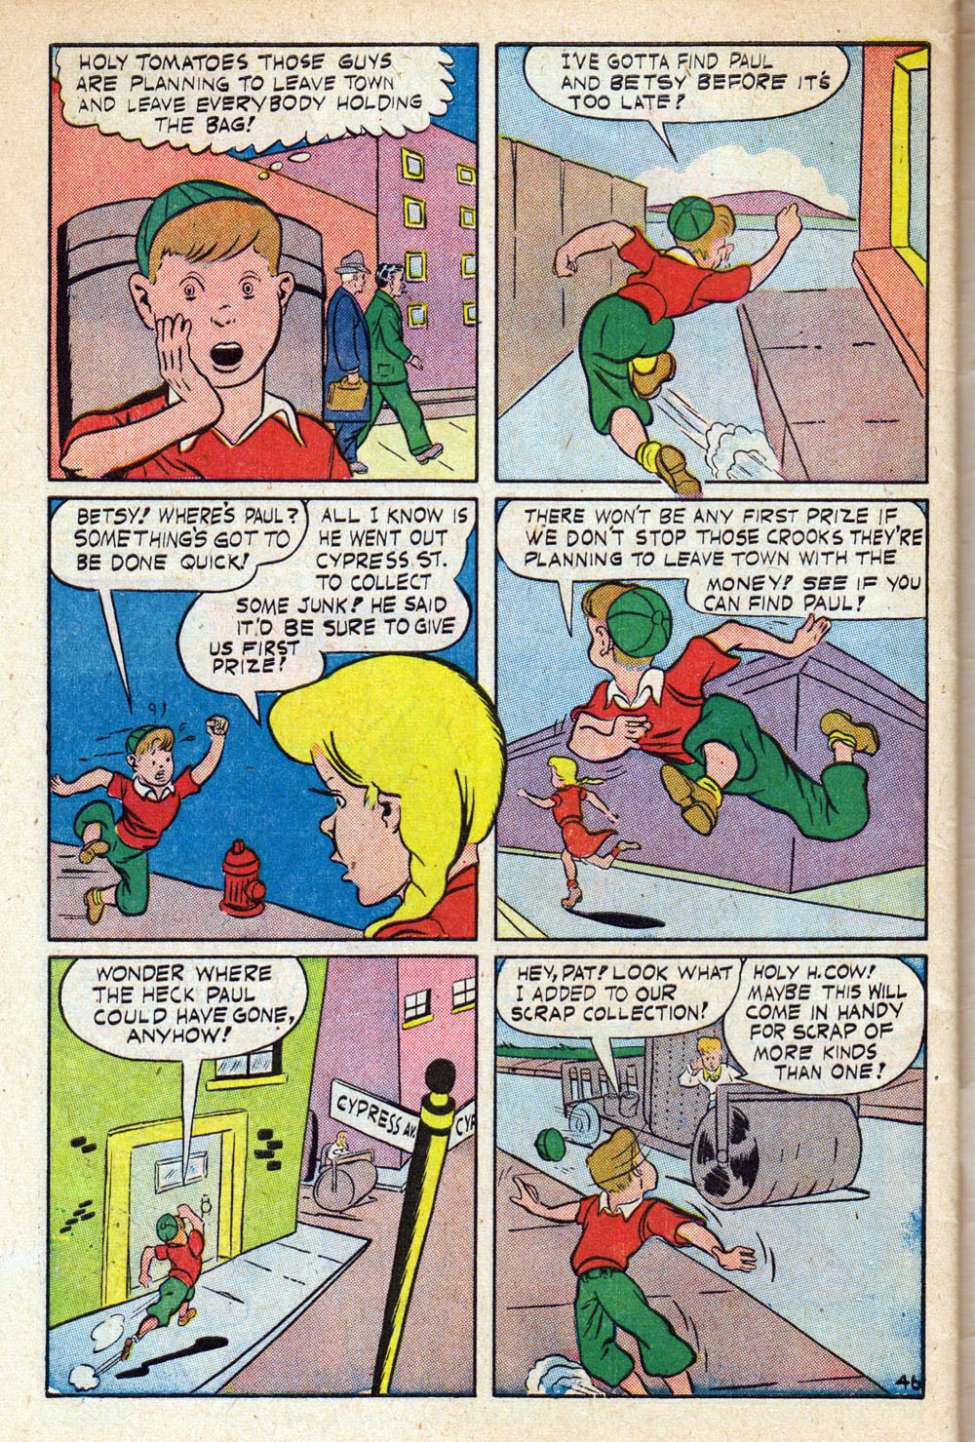 HOLY TOMATOES THOSE GUYS
ARE PLANNING TO LEAVE TOWN
AND LEAVE EVERYBODY HOLDING
THE BAG!
I'VE GOTTA FIND PAUL
AND BETSY BEFORE IT'S
TOO LATE!
BETSY! WHERE'S PAUL?
SOMETHING'S GOT TO
BE DONE QUICK!
ALL I KNOW IS
HE WENT OUT
CYPRESS ST.
TO COLLECT
SOME JUNK! HE SAID
IT'D BE SURE TO GIVE
US FIRST
PRIZE!
THERE WON'T BE ANY FIRST PRIZE IF
WE DON'T STOP THOSE CROOKS THEY'RE
PLANNING TO LEAVE TOWN WITH THE
MONEY! SEE IF YOU
CAN FIND PAUL!
WONDER WHERE
THE HECK PAUL
COULD HAVE GONE,
ANYHOW!
CYPRESS AV.
CYP
HEY, PAT! LOOK WHAT
I ADDED TO OUR
SCRAP COLLECTION!
HOLY H. COW!
MAYBE THIS WILL
COME IN HANDY
FOR SCRAP OF
MORE KINDS
THAN ONE!
46